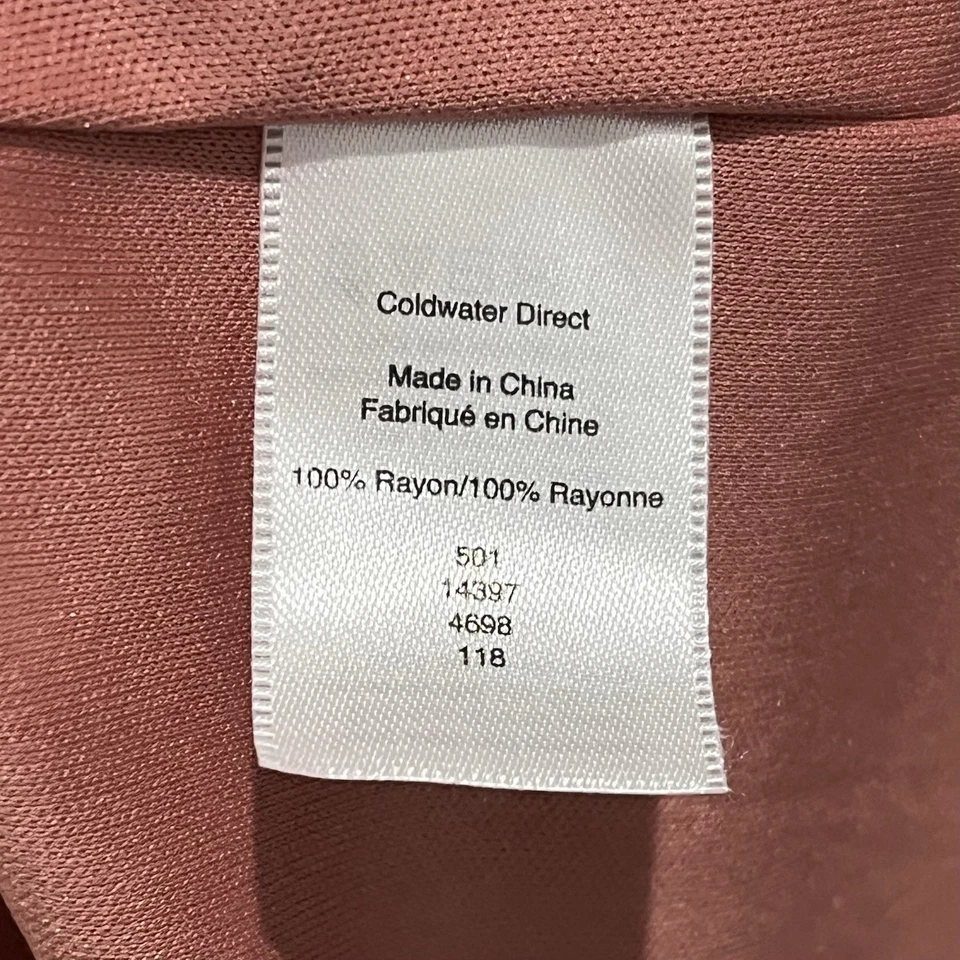 Coldwater Direct
Made in China
Fabriqué en Chine
100% Rayon/100% Rayonne
501
14397
4698
118